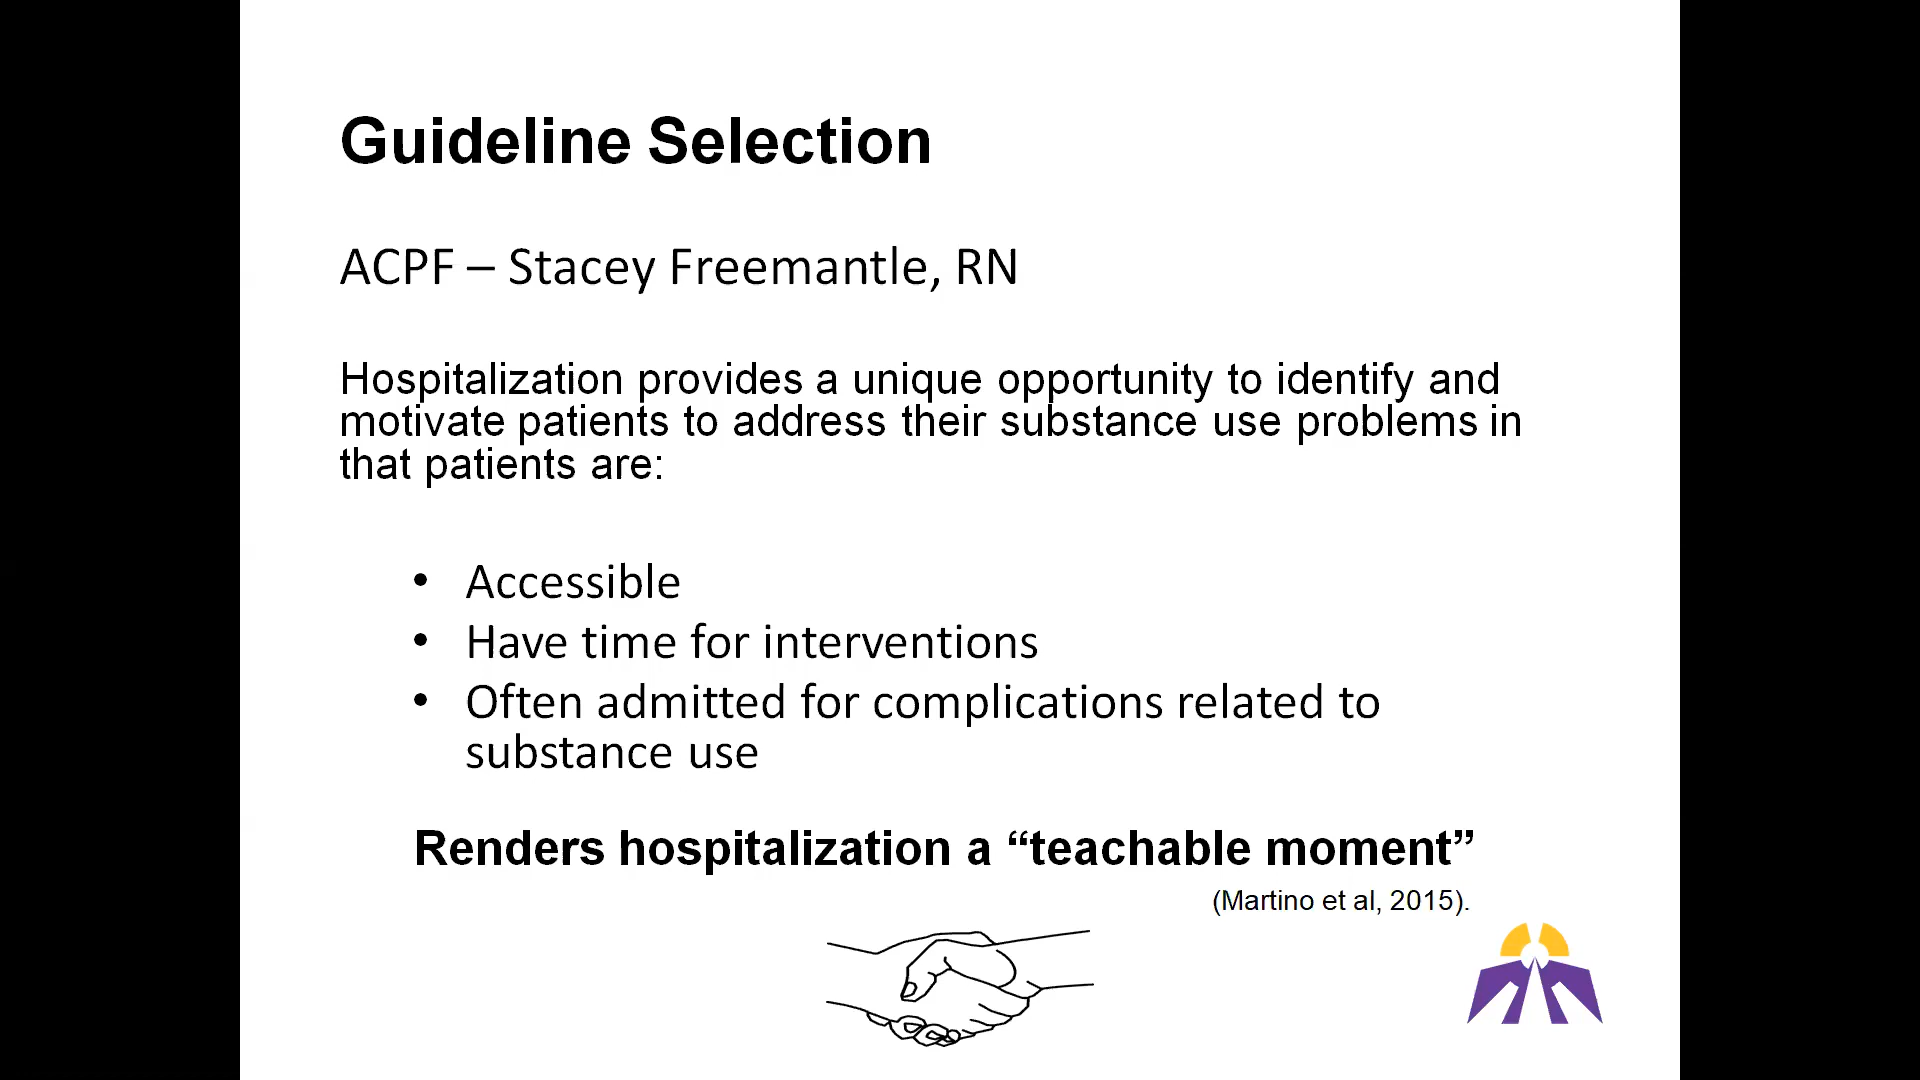 Guideline Selection
ACPF – Stacey Freemantle, RN
Hospitalization provides a unique opportunity to identify and
motivate patients to address their substance use problems in
that patients are:
• Accessible
• Have time for interventions
• Often admitted for complications related to
substance use
Renders hospitalization a “teachable moment”
(Martino et al, 2015).